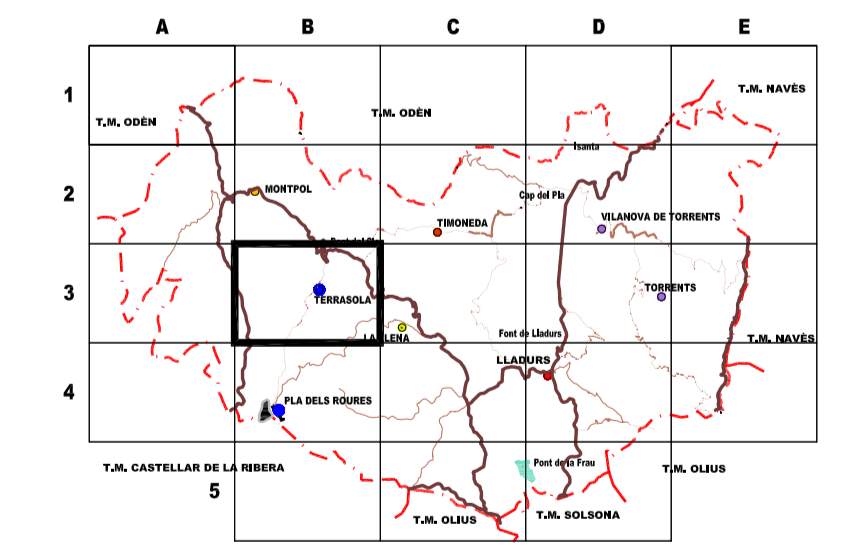 A B C D E
1
T.M. NAVÈS
T.M. ODÈN
T.M. ODÈN
Isanta
2
MONTPOL
Cap del Pla
TIMONEDA
VILANOVA DE TORRENTS
3
TORRENTS
TERRASOLA
Font de Lladurs
LA LLENA
T.M. NAVÈS
LLADURS
4
PLA DELS ROURES
T.M. CASTELLAR DE LA RIBERA
Pont de la Frau
T.M. OLIUS
5
T.M. OLIUS
T.M. SOLSONA